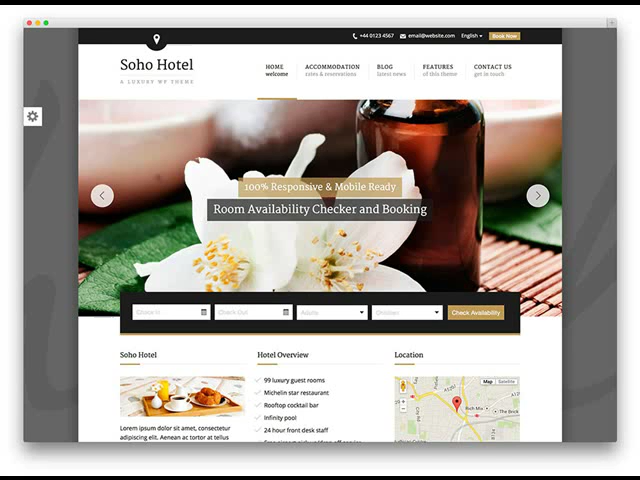 +44 0123 4567 email@website.com English Book Now
Soho Hotel
A LUXURY WP THEME
HOME
welcome
ACCOMMODATION
rates & reservations
BLOG
latest news
FEATURES
of this theme
CONTACT US
get in touch
100% Responsive & Mobile Ready
Room Availability Checker and Booking
Check In
Check Out
Adults
Children
Check Availability
Soho Hotel
Lorem ipsum dolor sit amet,
consectetur adipiscing elit.
Aenean ac tortor at tellus
Hotel Overview
99 luxury guest rooms
Michelin star restaurant
Rooftop cocktail bar
Infinity pool
24 hour front desk staff
Location
Map Satellite
Rich Mix
The Brick